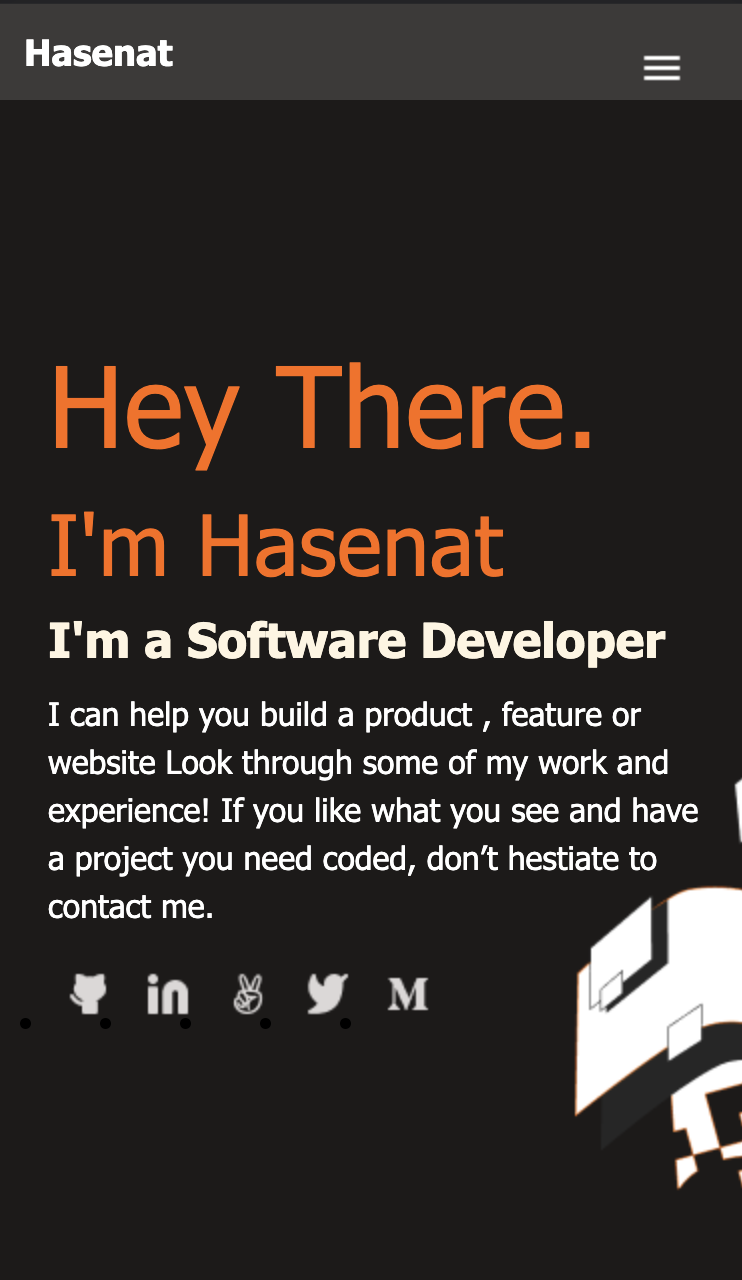 Hasenat
Hey There.
I'm Hasenat
I'm a Software Developer
I can help you build a product , feature or
website Look through some of my work and
experience! If you like what you see and have
a project you need coded, don’t hestiate to
contact me.
in M